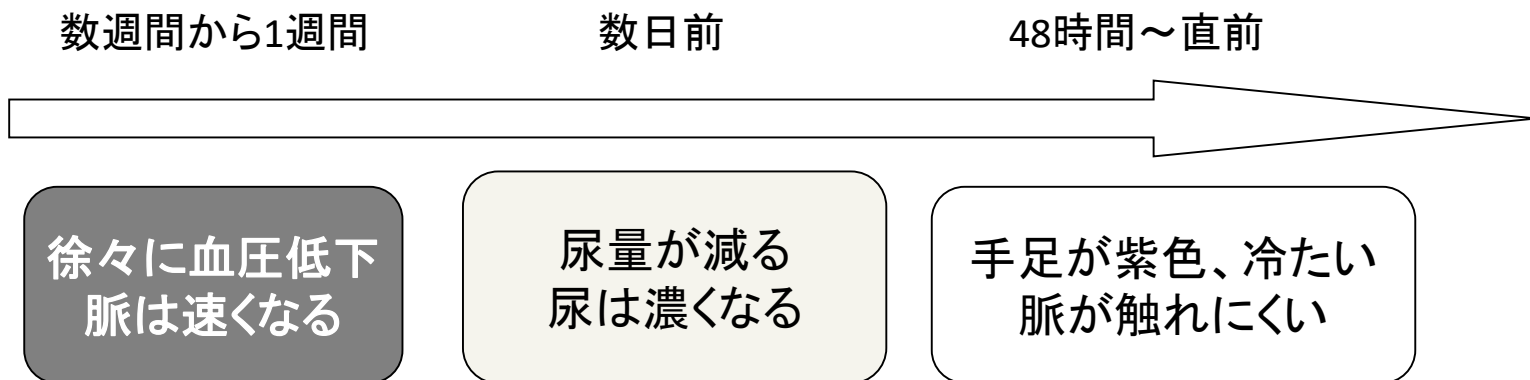 数週間から1週間
数日前
48時間～直前
徐々に血圧低下
脈は速くなる
尿量が減る
尿は濃くなる
手足が紫色、冷たい
脈が触れにくい